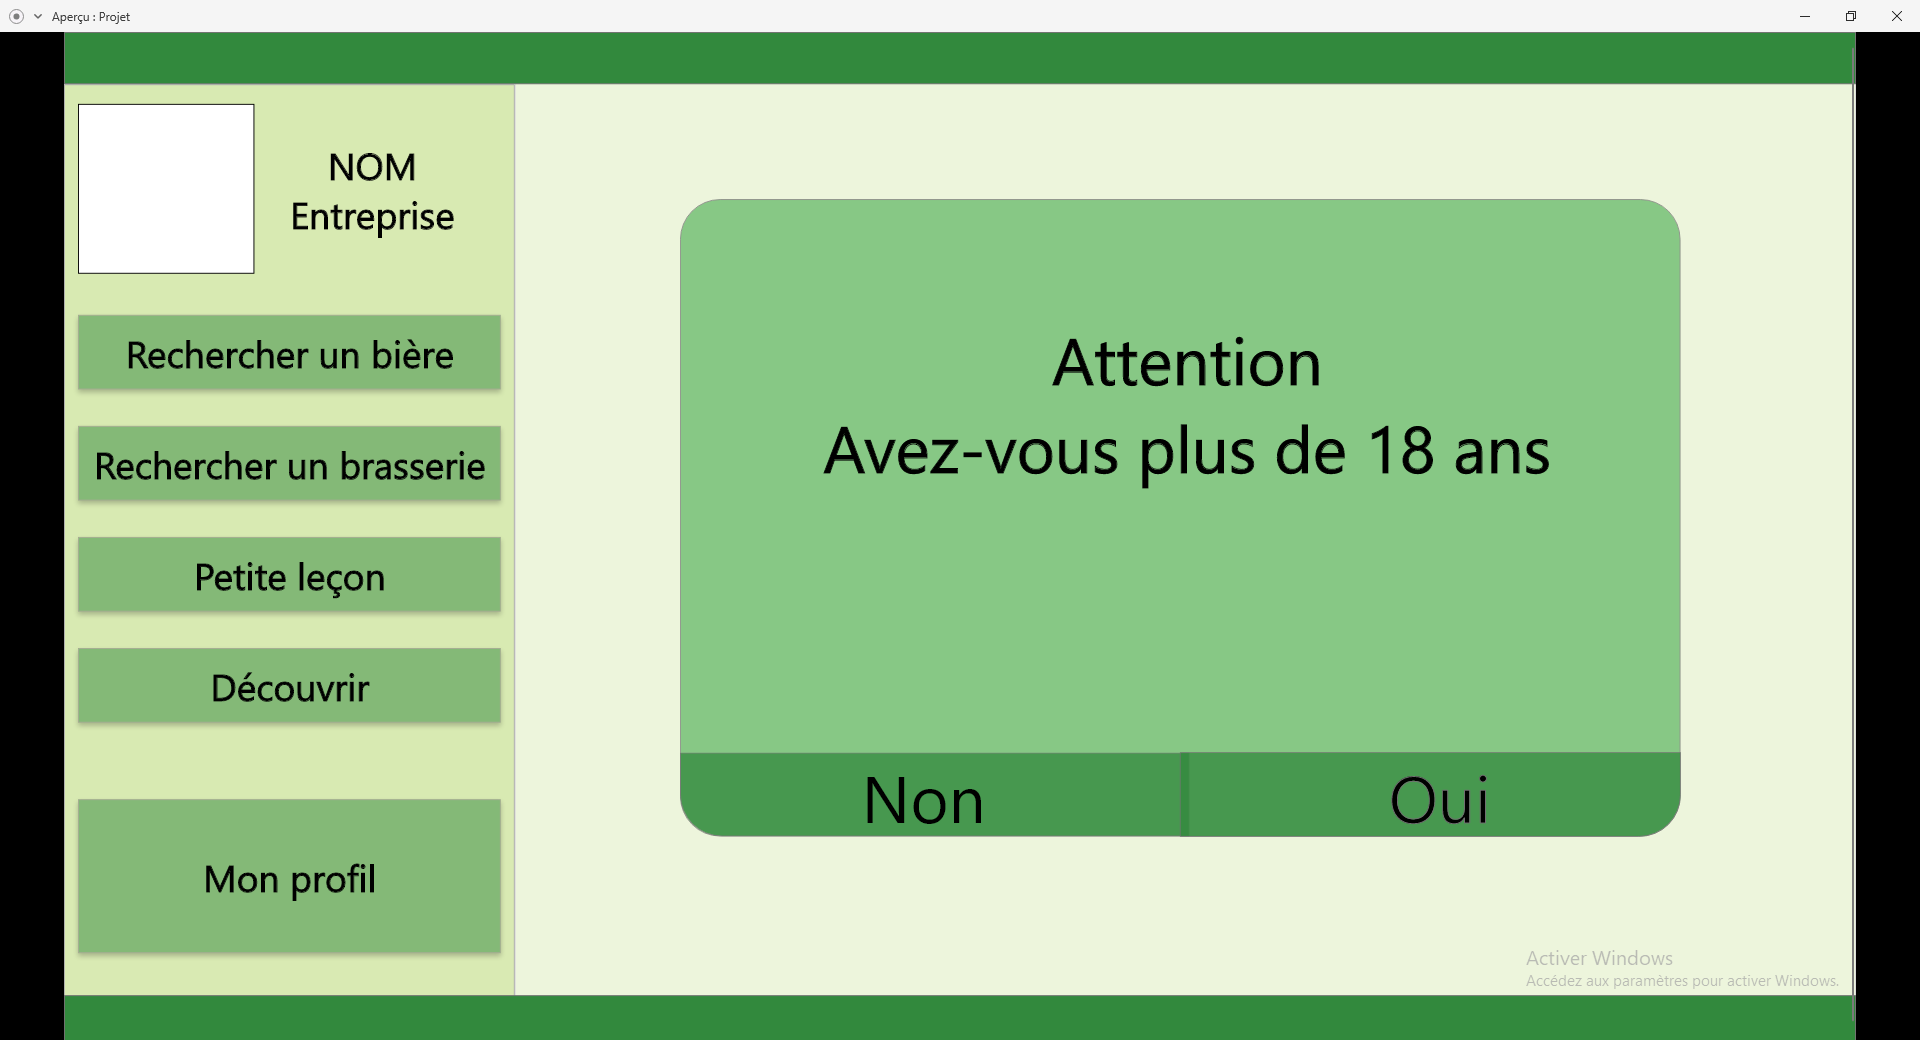 Aperçu : Projet
NOM
Entreprise
Rechercher un bière
Rechercher un brasserie
Petite leçon
Découvrir
Mon profil
Attention
Avez-vous plus de 18 ans
Non
Oui
Activer Windows
Accédez aux paramètres pour activer Windows.